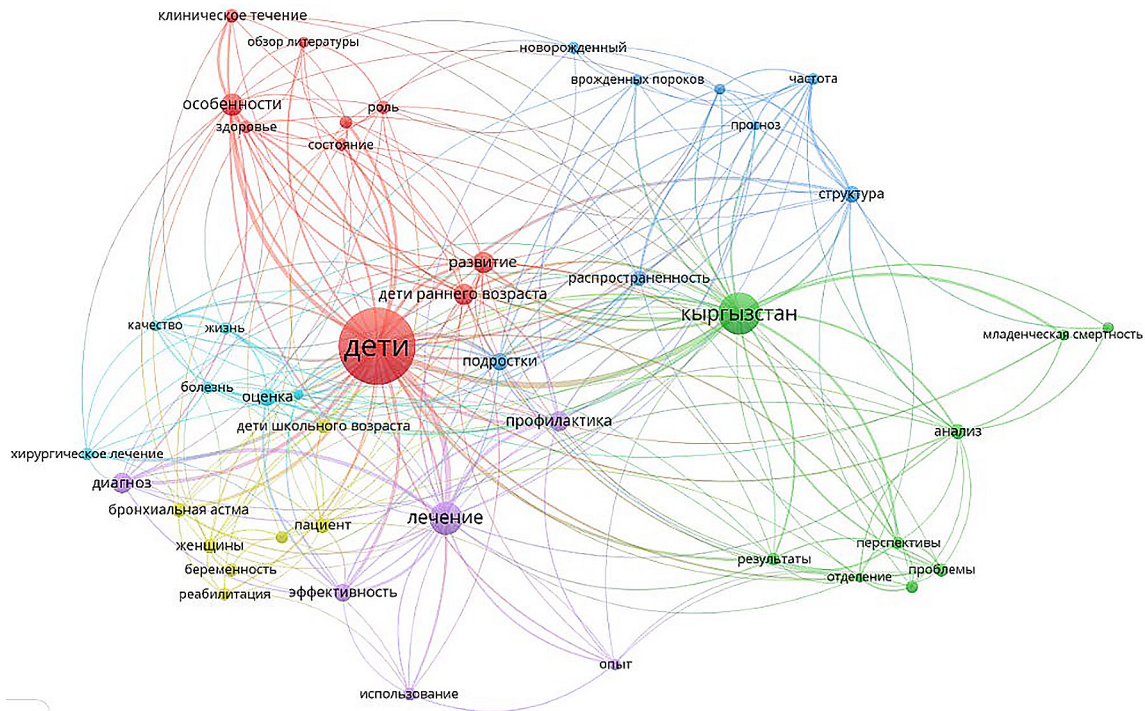 клиническое течение
обзор литературы
новорожденный
врожденных пороков
частота
особенности
роль
здоровье
прогноз
состояние
структура
развитие
распространенность
дети раннего возраста
кыргызстан
качество
жизнь
младенческая смертность
дети
подростки
болезнь
оценка
дети школьного возраста
профилактика
анализ
хирургическое лечение
диагноз
бронхиальная астма
лечение
пациент
женщины
перспективы
результаты
беременность
отделение
проблемы
реабилитация
эффективность
опыт
использование